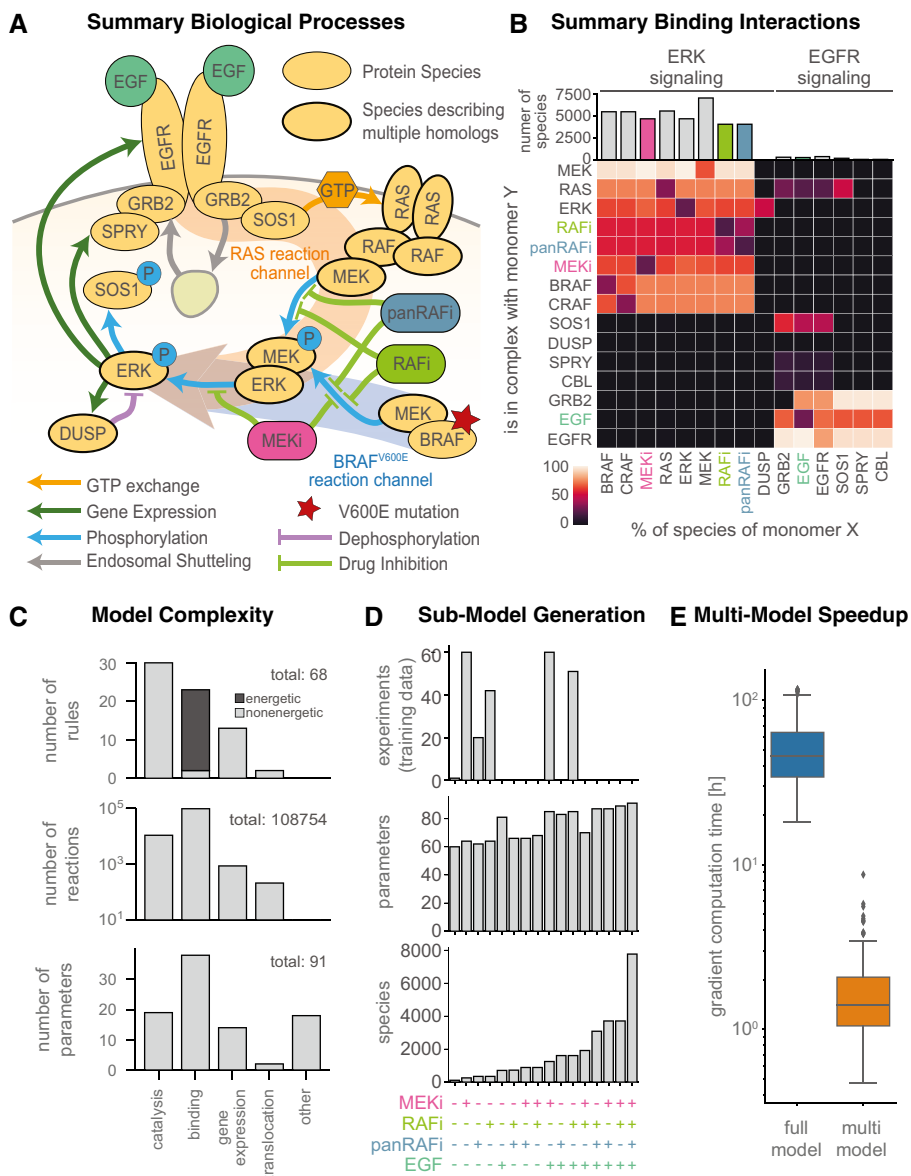 A Summary Biological Processes
EGF
EGF
EGFR
EGFR
Protein Species
Species describing
multiple homologs
GRB2
GRB2
SPRY
SOS1
GTP
RAS
RAS
RAF
RAF
MEK
RAS reaction
channel
SOS1
P
panRAFi
RAFi
MEK
P
ERK
ERK
P
MEKi
MEK
BRAF
DUSP
BRAFV600E
reaction channel
GTP exchange
Gene Expression
Phosphorylation
Endosomal Shutteling
V600E mutation
Dephosphorylation
Drug Inhibition
B Summary Binding Interactions
ERK
signaling
EGFR
signaling
numer of
species
7500
5000
2500
0
is in complex with monomer Y
MEK
RAS
ERK
RAFi
panRAFi
MEKi
BRAF
CRAF
SOS1
DUSP
SPRY
CBL
GRB2
EGF
EGFR
100
50
0
BRAF
CRAF
MEKi
RAS
ERK
MEK
RAFi
panRAFi
DUSP
GRB2
EGF
EGFR
SOS1
SPRY
CBL
% of species of monomer X
C Model Complexity
number of
rules
30
20
10
0
total: 68
energetic
nonenergetic
number of
reactions
10^5
10^3
10^1
total: 108754
number of
parameters
30
20
10
0
total: 91
catalysis
binding
gene
expression
translocation
other
D Sub-Model Generation
experiments
(training data)
60
40
20
0
parameters
80
60
40
20
0
species
8000
6000
4000
2000
0
MEKi - + - - - - + + - - - + - + + +
RAFi
panRAFi
EGF
E Multi-Model Speedup
gradient computation time [h]
10^2
10^1
10^0
full
model
multi
model